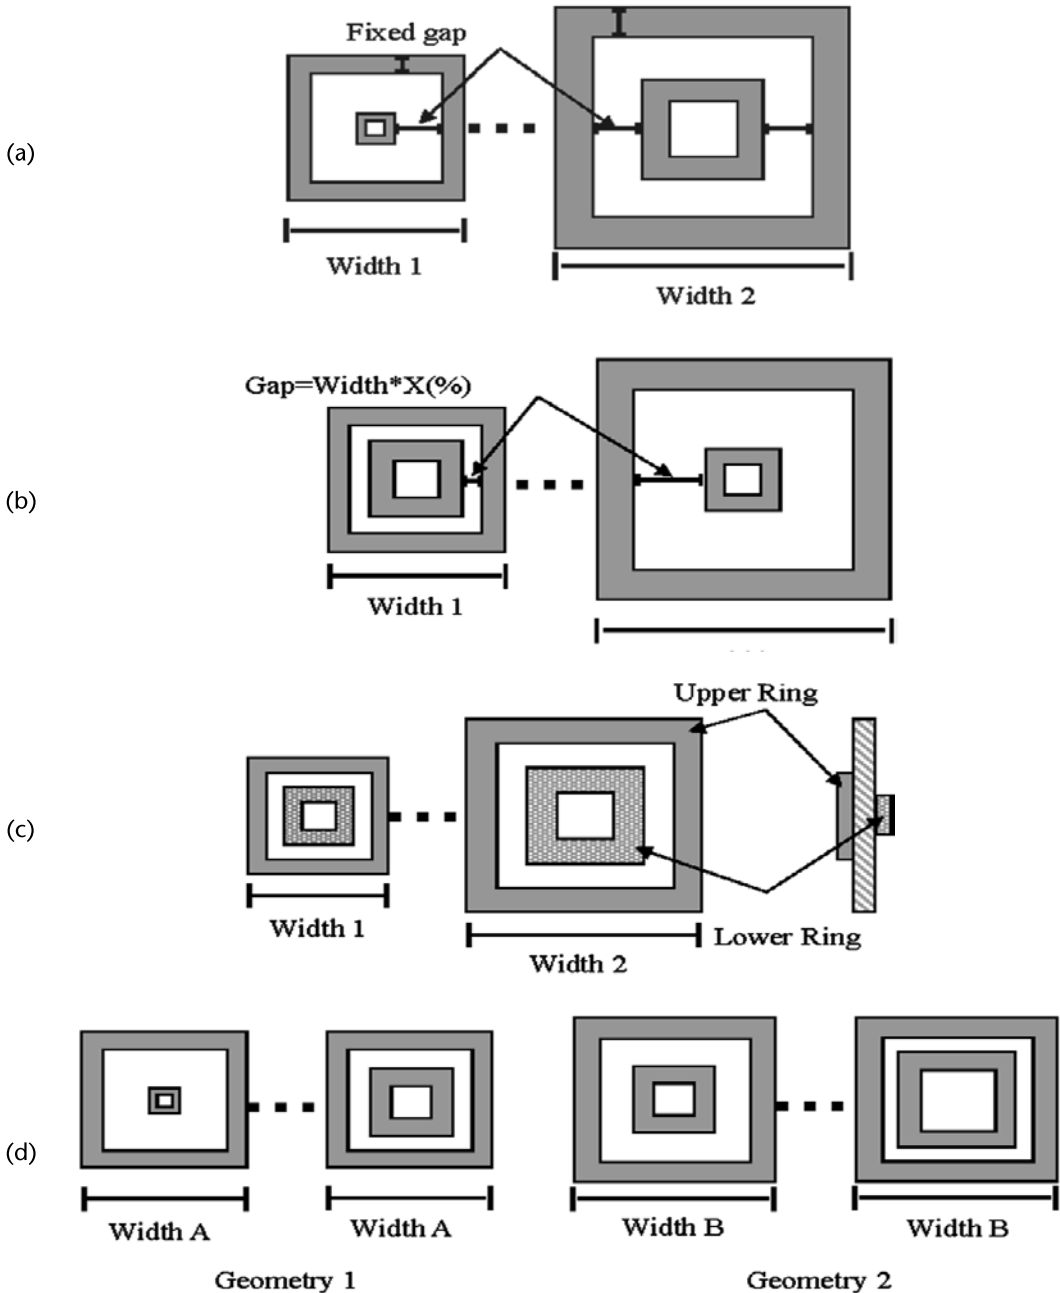 Fixed gap
(a)
Width 1
Width 2
Gap=Width*X(%)
(b)
Width 1
Upper Ring
(c)
Width 1
Lower Ring
Width 2
(d)
Width A
Width A
Width B
Width B
Geometry 1
Geometry 2